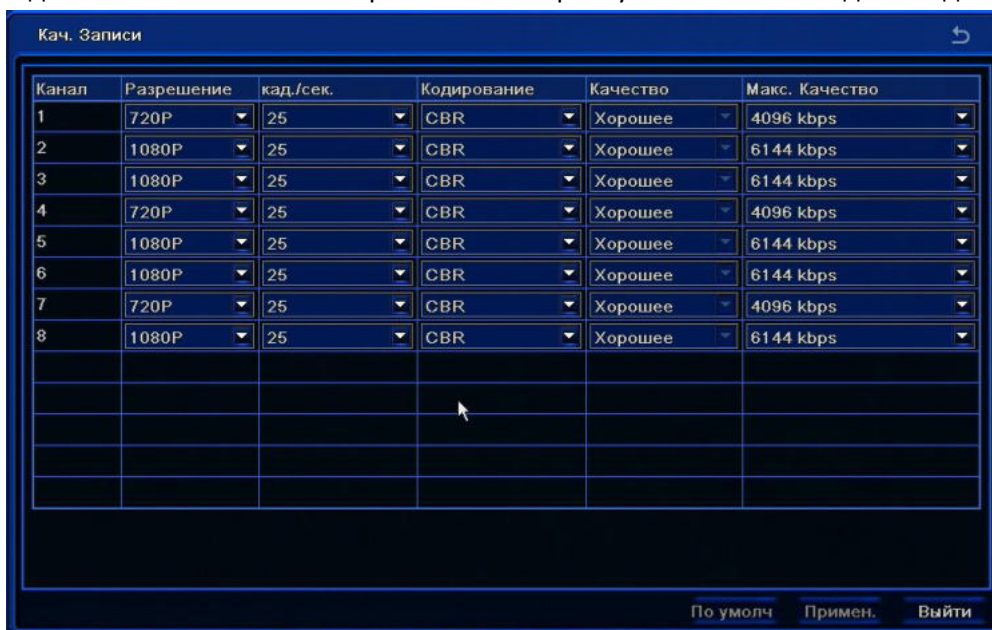 Кач. Записи
Канал Разрешение кад./сек. Кодирование Качество Макс. Качество
1 720P 25 CBR Хорошее 4096 kbps
2 1080P 25 CBR Хорошее 6144 kbps
3 1080P 25 CBR Хорошее 6144 kbps
4 720P 25 CBR Хорошее 4096 kbps
5 1080P 25 CBR Хорошее 6144 kbps
6 1080P 25 CBR Хорошее 6144 kbps
7 720P 25 CBR Хорошее 4096 kbps
8 1080P 25 CBR Хорошее 6144 kbps
По умолч Примен. Выйти